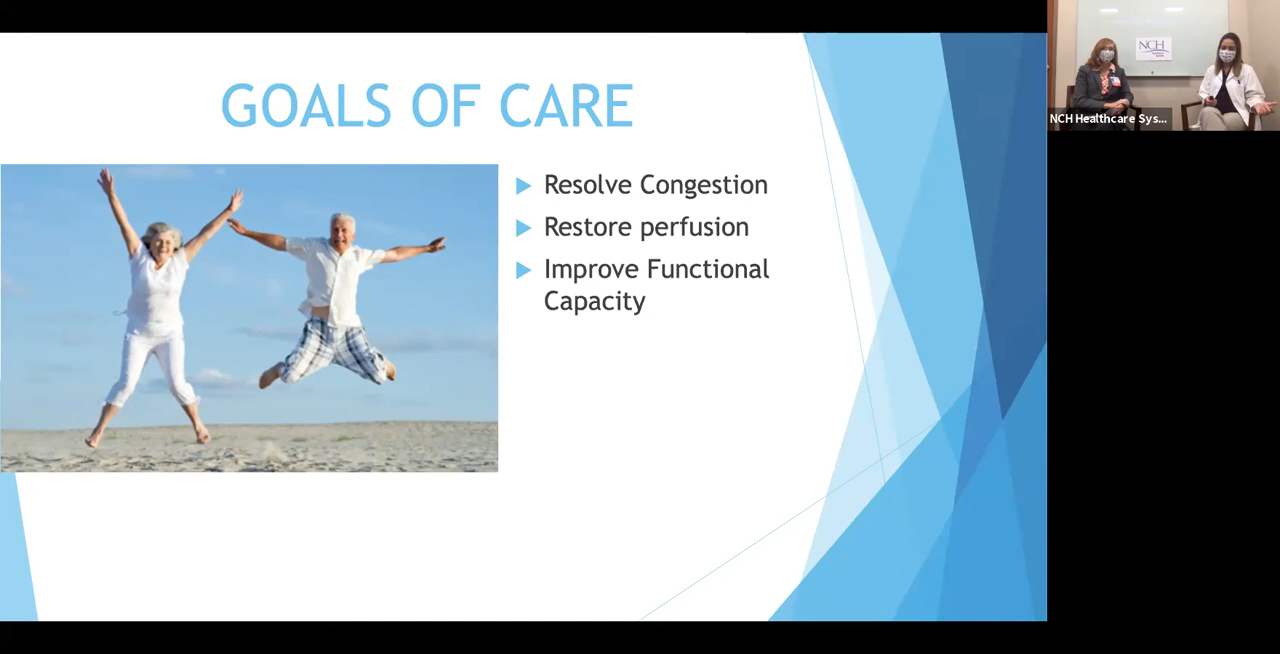 GOALS OF CARE
Resolve Congestion
Restore perfusion
Improve Functional
Capacity
NCH
NCH Healthcare Sys...